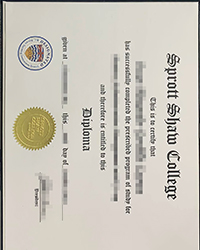 Sprott Shaw College
This is to certify that
has successfully completed the prescribed program of study for
and therefore is entitled to this
Diploma
given at
this
day of
President